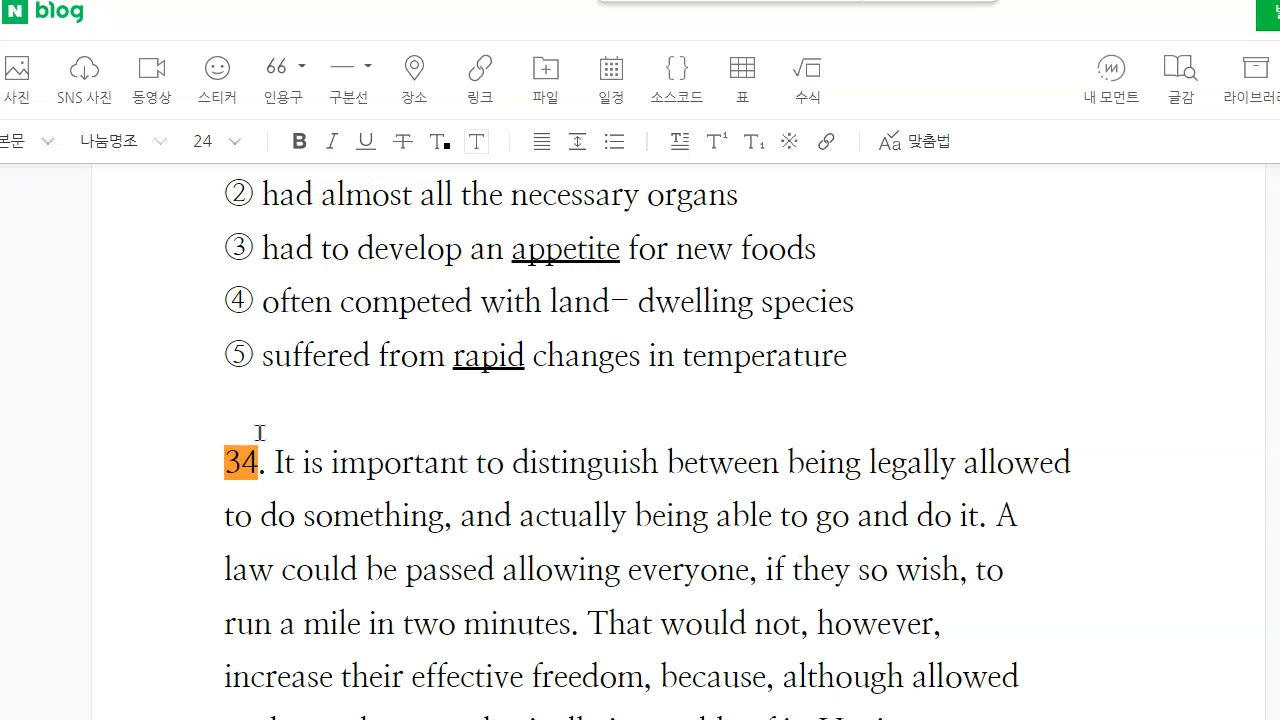 N blog
사진 SNS 사진 동영상 스티커 66 인용구 구분선 장소 링크 파일 일정 소스코드 표 수식 내 모먼트 글감
본문 나눔명조 24 B I U T T T T¹ T₁ 맞춤법
② had almost all the necessary organs
③ had to develop an appetite for new foods
④ often competed with land- dwelling species
⑤ suffered from rapid changes in temperature
34. It is important to distinguish between being legally allowed
to do something, and actually being able to go and do it. A
law could be passed allowing everyone, if they so wish, to
run a mile in two minutes. That would not, however,
increase their effective freedom, because, although allowed